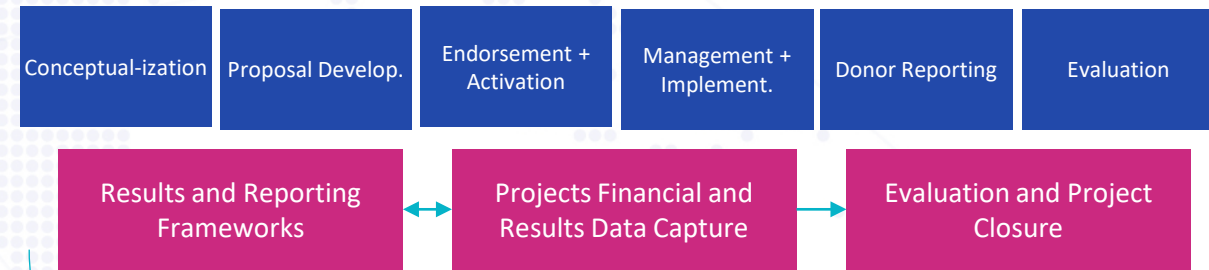 Conceptual-ization
Proposal Develop.
Endorsement +
Activation
Management +
Implement.
Donor Reporting
Evaluation
Results and Reporting
Frameworks
Projects Financial and
Results Data Capture
Evaluation and Project
Closure